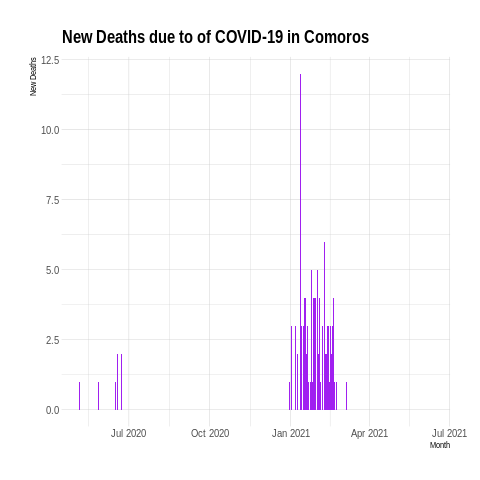 New Deaths due to of COVID-19 in Comoros
New Deaths
12.5
10.0
7.5
5.0
2.5
0.0
Jul 2020 Oct 2020 Jan 2021 Apr 2021 Jul 2021
Month